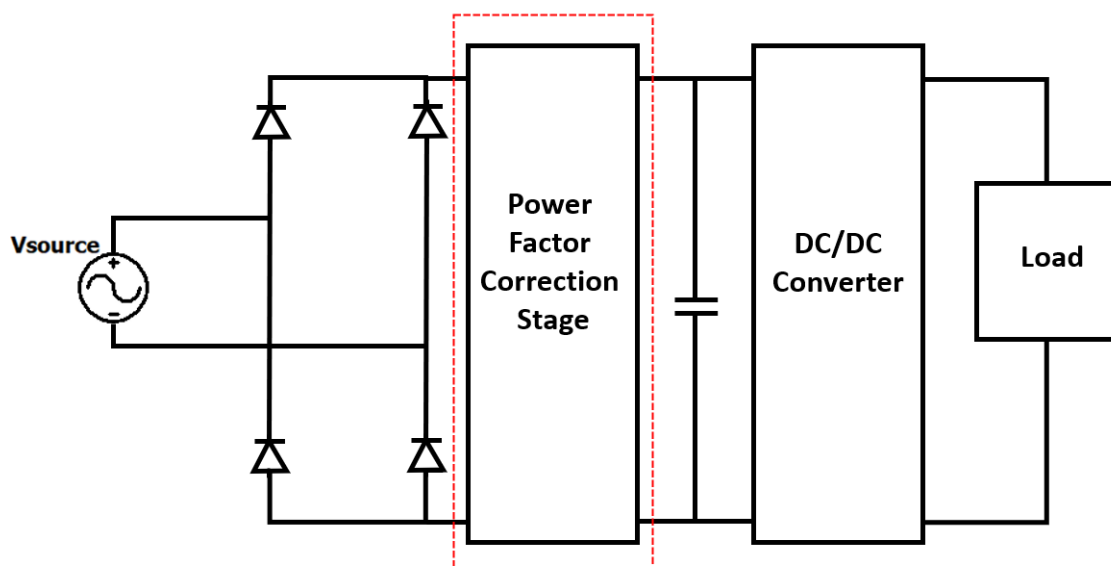 Vsource
+
-
Power
Factor
Correction
Stage
DC/DC
Converter
Load